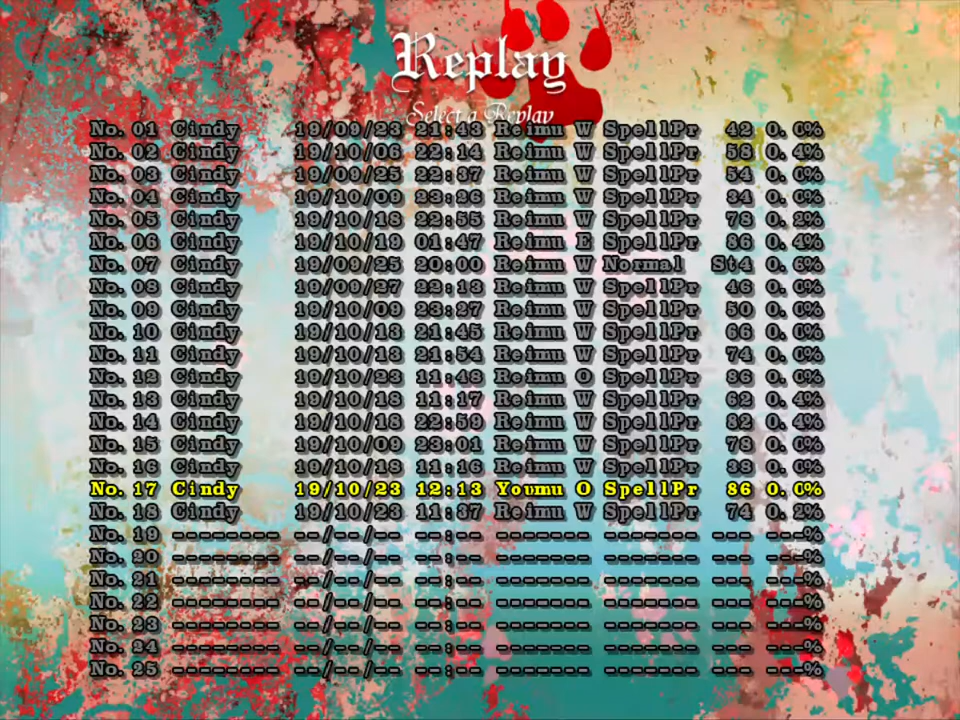 Replay
Select a Replay
No. 01 Cindy 19/09/23 21:43 Reimu W SpellPr 42 0.0%
No. 02 Cindy 19/10/06 22:14 Reimu W SpellPr 58 0.4%
No. 03 Cindy 19/09/25 22:37 Reimu W SpellPr 54 0.0%
No. 04 Cindy 19/10/09 23:26 Reimu W SpellPr 34 0.0%
No. 05 Cindy 19/10/18 22:55 Reimu W SpellPr 78 0.2%
No. 06 Cindy 19/10/19 01:47 Reimu E SpellPr 86 0.4%
No. 07 Cindy 19/09/25 20:00 Reimu W Normal St4 0.6%
No. 08 Cindy 19/09/27 22:13 Reimu W SpellPr 46 0.0%
No. 09 Cindy 19/10/09 23:27 Reimu W SpellPr 50 0.0%
No. 10 Cindy 19/10/13 21:45 Reimu W SpellPr 66 0.0%
No. 11 Cindy 19/10/13 21:54 Reimu W SpellPr 74 0.0%
No. 12 Cindy 19/10/23 11:43 Reimu O SpellPr 86 0.0%
No. 13 Cindy 19/10/18 11:17 Reimu W SpellPr 62 0.4%
No. 14 Cindy 19/10/18 22:59 Reimu W SpellPr 82 0.4%
No. 15 Cindy 19/10/09 23:01 Reimu W SpellPr 78 0.0%
No. 16 Cindy 19/10/18 11:16 Reimu W SpellPr 38 0.0%
No. 17 Cindy 19/10/23 12:13 Youmu O SpellPr 86 0.0%
No. 18 Cindy 19/10/23 11:37 Reimu W SpellPr 74 0.2%
No. 19 -------- --/--/-- --:-- ------- ------- --- ---%
No. 20 -------- --/--/-- --:-- ------- ------- --- ---%
No. 21 -------- --/--/-- --:-- ------- ------- --- ---%
No. 22 -------- --/--/-- --:-- ------- ------- --- ---%
No. 23 -------- --/--/-- --:-- ------- ------- --- ---%
No. 24 -------- --/--/-- --:-- ------- ------- --- ---%
No. 25 -------- --/--/-- --:-- ------- ------- --- ---%